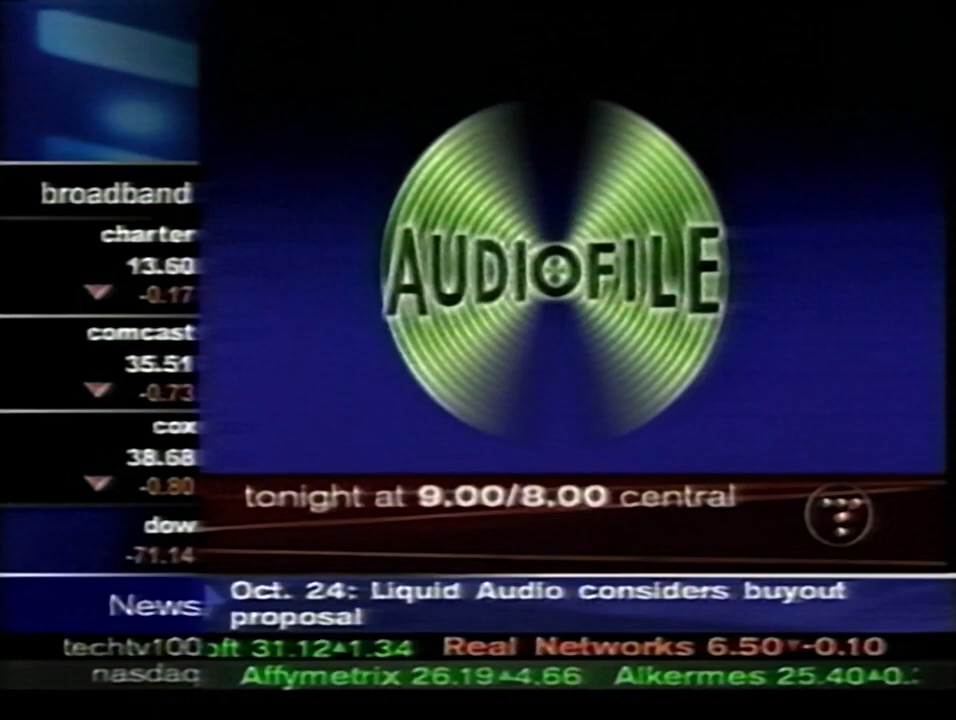 broadband
charter
13.60
-0.17
comcast
35.51
-0.73
cox
38.68
-0.80
dow
-71.14
AUDIOFILE
tonight at 9.00/8.00 central
News
Oct. 24: Liquid Audio considers buyout
proposal
techtv100 oft 31.12▲1.34 Real Networks 6.50▼-0.10
nasdaq Affymetrix 26.19▲4.66 Alkermes 25.40▲0.